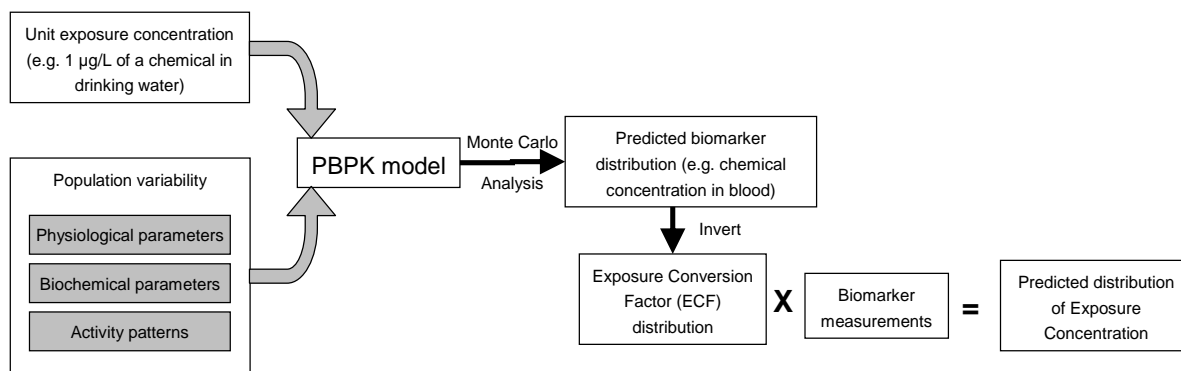 Unit exposure concentration
(e.g. 1 µg/L of a chemical in
drinking water)
Population variability
Physiological parameters
Biochemical parameters
Activity patterns
PBPK model
Monte Carlo
Analysis
Predicted biomarker
distribution (e.g. chemical
concentration in blood)
Invert
Exposure Conversion
Factor (ECF)
distribution
X
Biomarker
measurements
=
Predicted distribution
of Exposure
Concentration